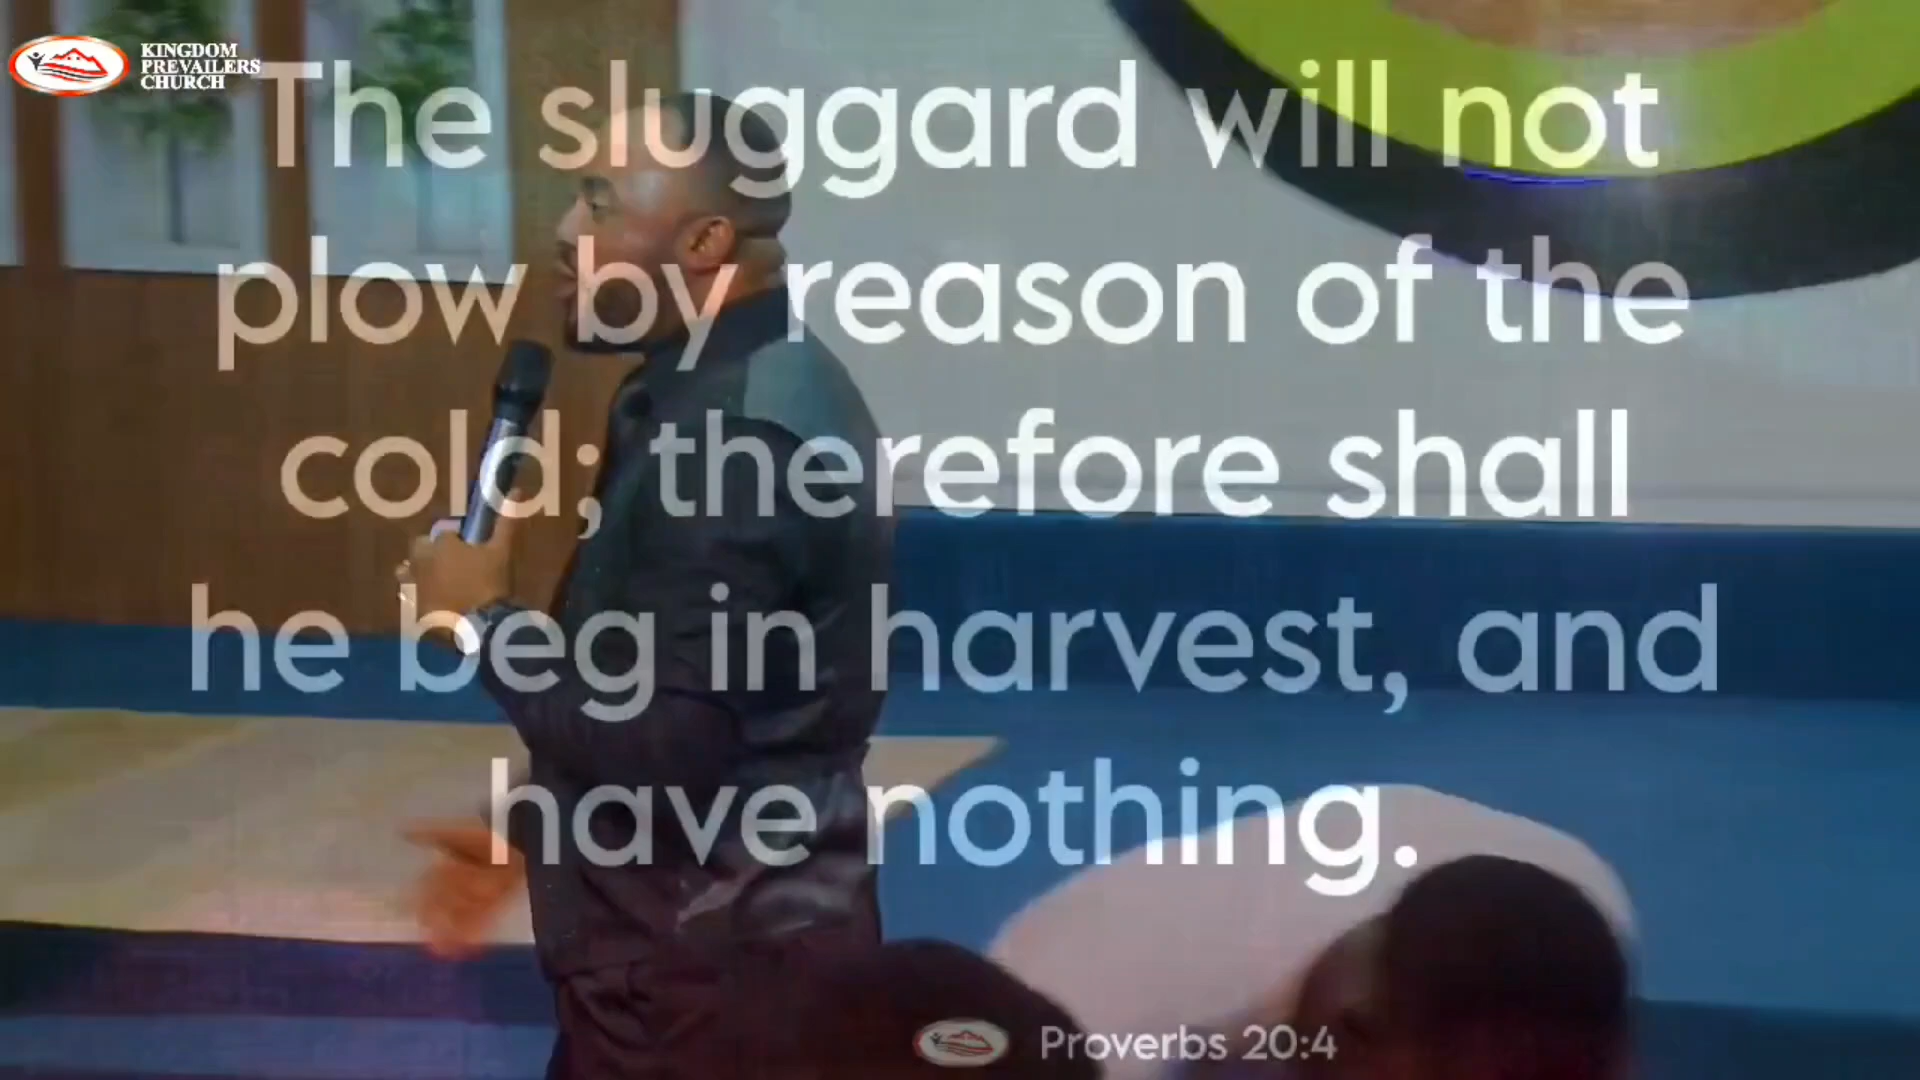 KINGDOM
PREVAILERS
CHURCH
The sluggard will not
plow by reason of the
cold; therefore shall
he beg in harvest, and
have nothing.
Proverbs 20:4